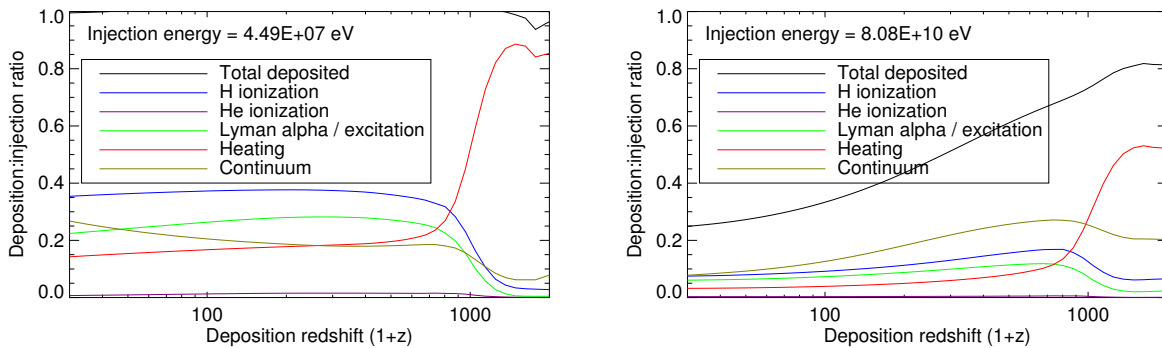 Injection energy = 4.49E+07 eV
Total deposited
H ionization
He ionization
Lyman alpha / excitation
Heating
Continuum
Deposition:injection ratio
1.0
0.8
0.6
0.4
0.2
0.0
100
1000
Deposition redshift (1+z)
Injection energy = 8.08E+10 eV
Total deposited
H ionization
He ionization
Lyman alpha / excitation
Heating
Continuum
Deposition:injection ratio
1.0
0.8
0.6
0.4
0.2
0.0
100
1000
Deposition redshift (1+z)